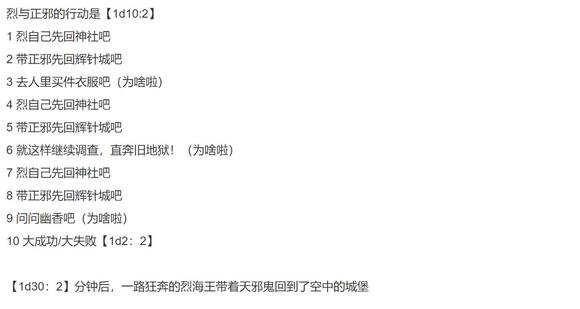 烈与正邪的行动是【1d10:2】
1 烈自己先回神社吧
2 带正邪先回辉针城吧
3 去人里买件衣服吧（为啥啦）
4 烈自己先回神社吧
5 带正邪先回辉针城吧
6 就这样继续调查，直奔旧地狱！（为啥啦）
7 烈自己先回神社吧
8 带正邪先回辉针城吧
9 问问幽香吧（为啥啦）
10 大成功/大失败【1d2：2】
【1d30：2】分钟后，一路狂奔的烈海王带着天邪鬼回到了空中的城堡